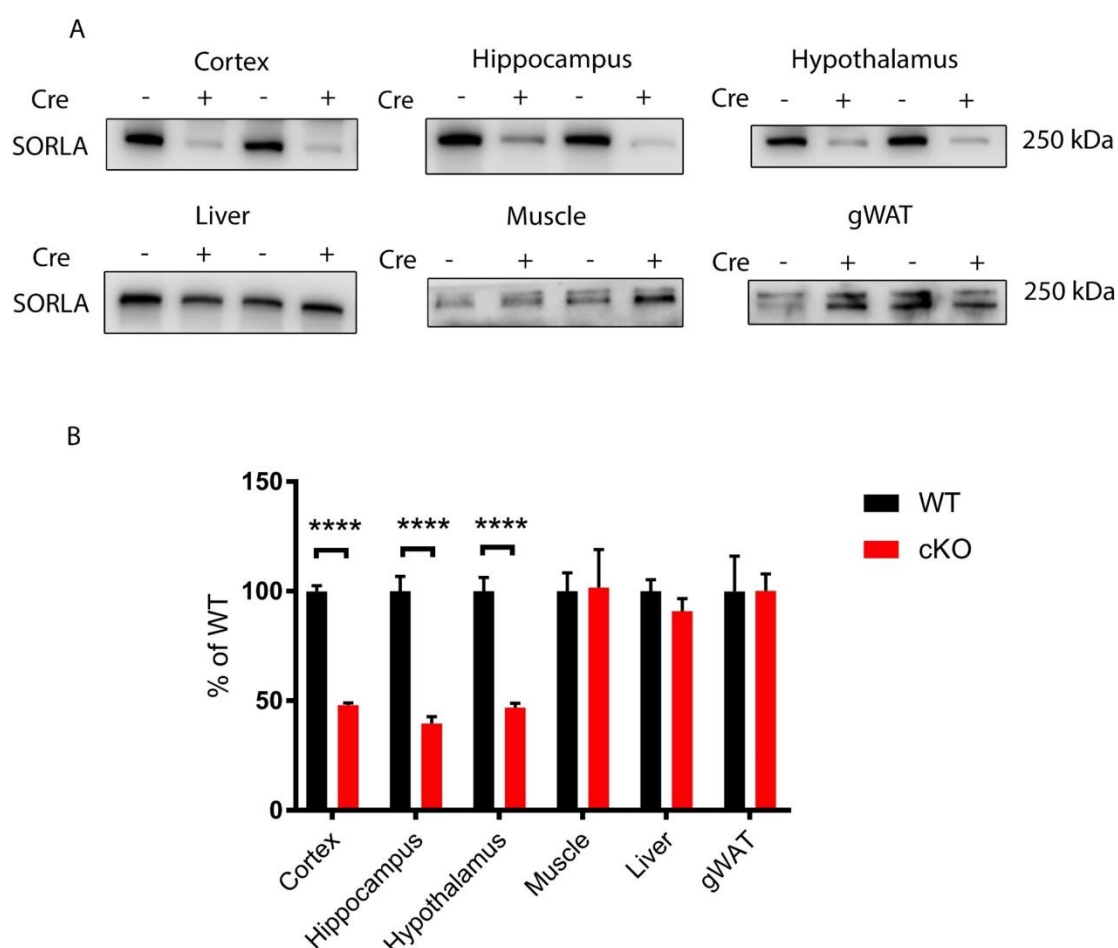 A
Cortex Hippocampus Hypothalamus
Cre - + - + Cre - + - + Cre - + - +
SORLA 250 kDa
Liver Muscle gWAT
Cre - + - + Cre - + - + Cre - + - +
SORLA 250 kDa
B
150
100
50
0
% of WT
**** **** ****
WT
cKO
Cortex Hippocampus Hypothalamus Muscle Liver gWAT